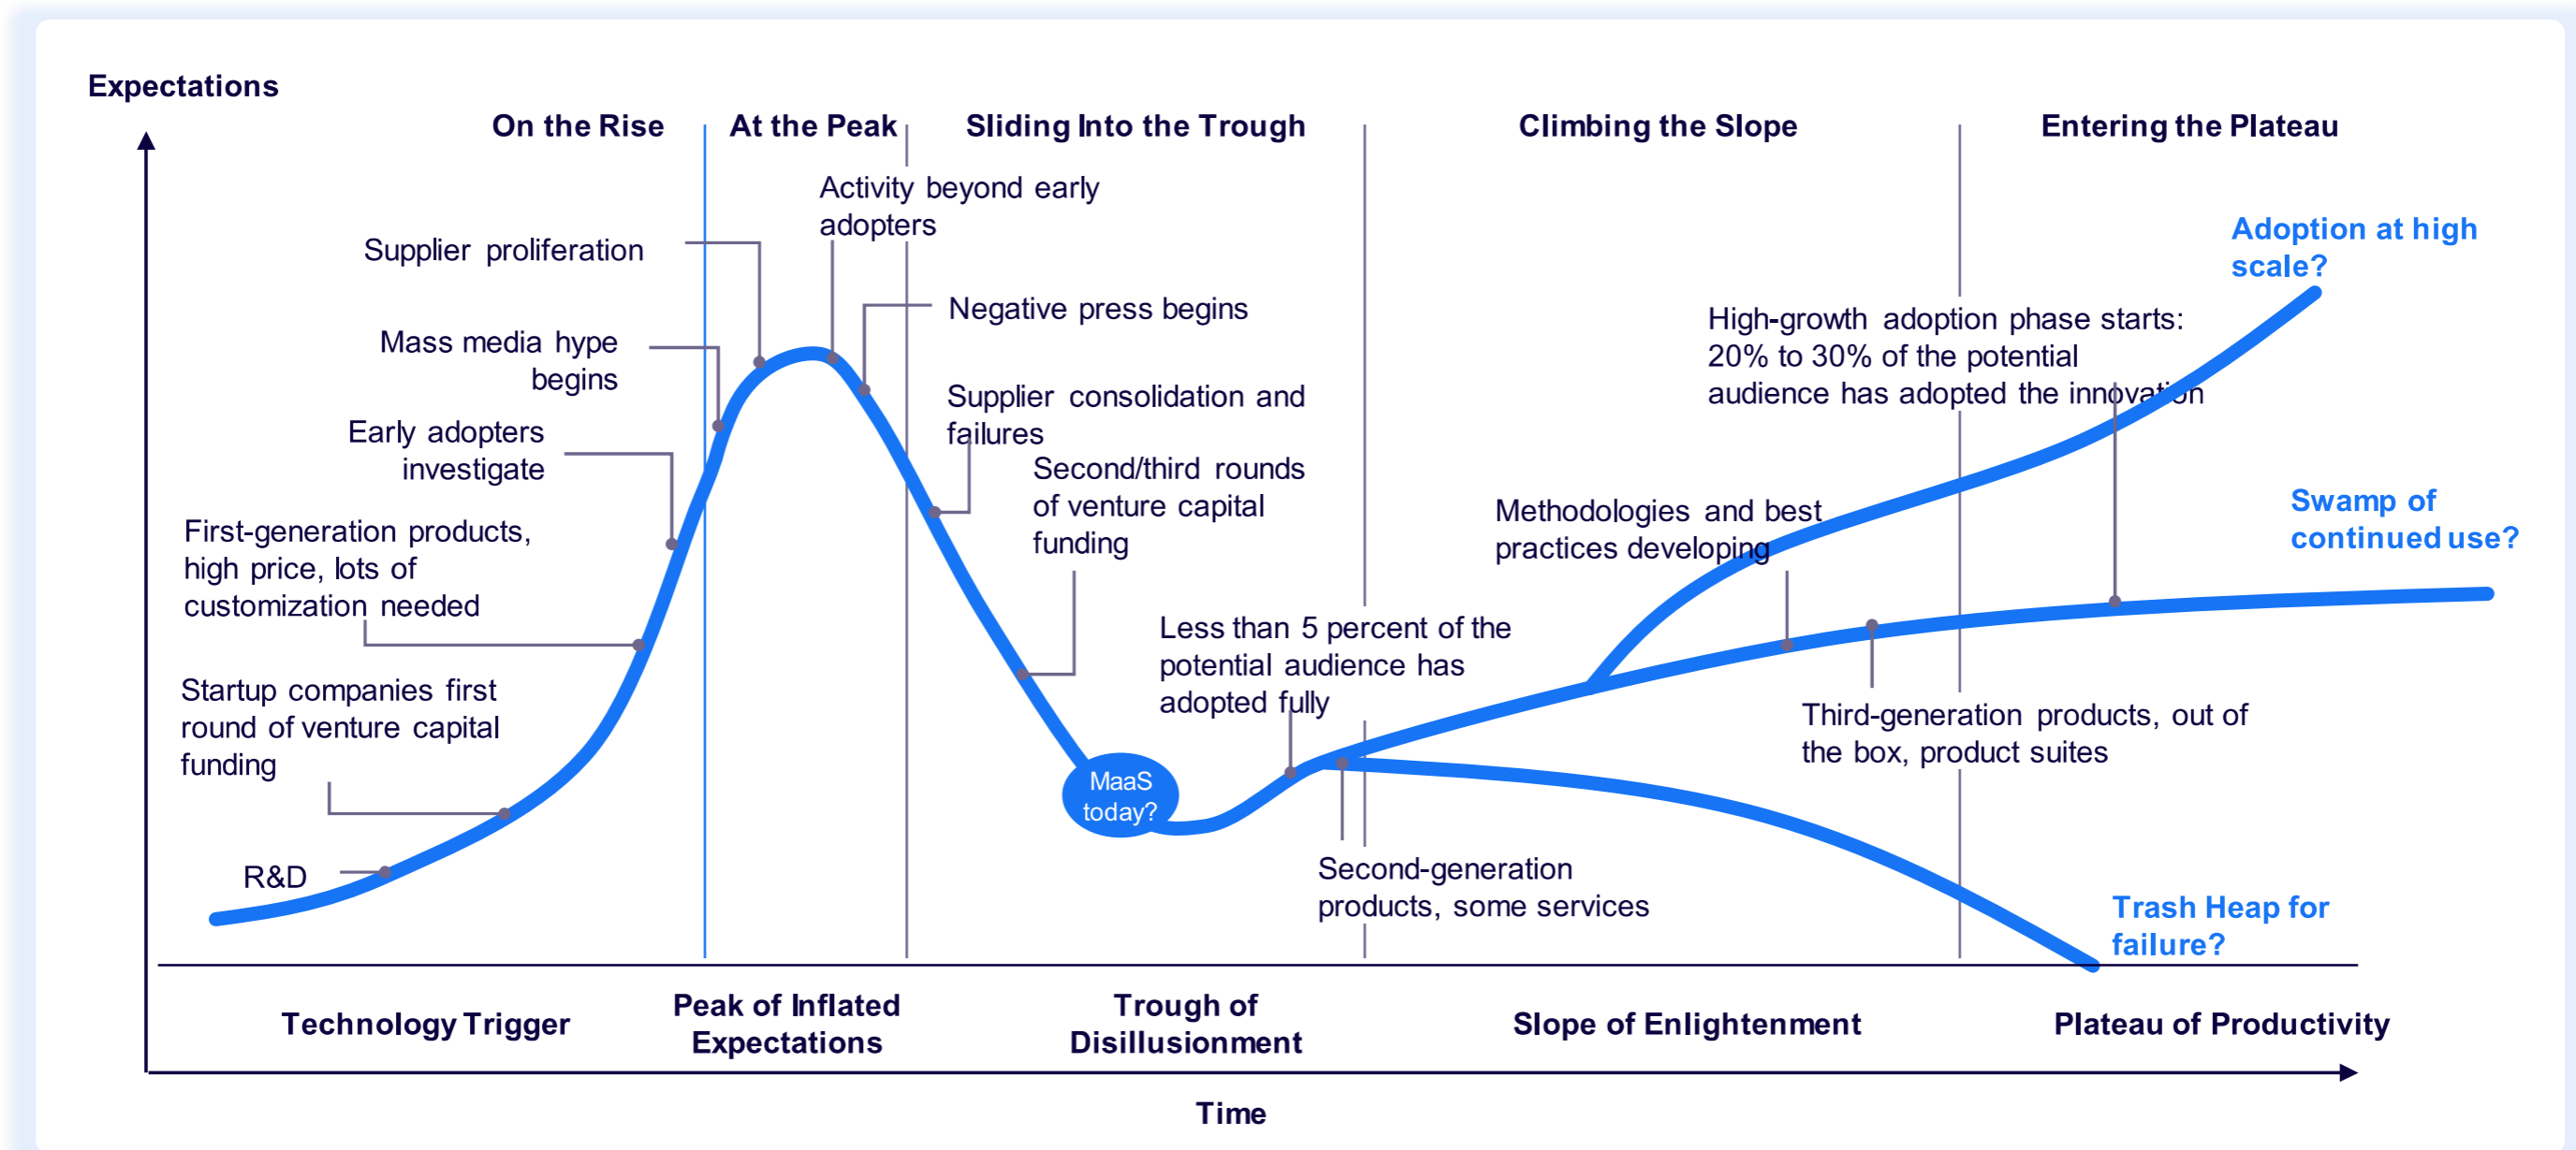 Expectations
On the Rise
At the Peak
Sliding Into the Trough
Climbing the Slope
Entering the Plateau
Activity beyond early
adopters
Supplier proliferation
Adoption at high
scale?
Negative press begins
High-growth adoption phase starts:
20% to 30% of the potential
audience has adopted the innovation
Mass media hype
begins
Supplier consolidation and
failures
Early adopters
investigate
Second/third rounds
of venture capital
funding
Swamp of
continued use?
Methodologies and best
practices developing
First-generation products,
high price, lots of
customization needed
Less than 5 percent of the
potential audience has
adopted fully
Startup companies first
round of venture capital
funding
Third-generation products, out of
the box, product suites
MaaS
today?
R&D
Second-generation
products, some services
Trash Heap for
failure?
Technology Trigger
Peak of Inflated
Expectations
Trough of
Disillusionment
Slope of Enlightenment
Plateau of Productivity
Time